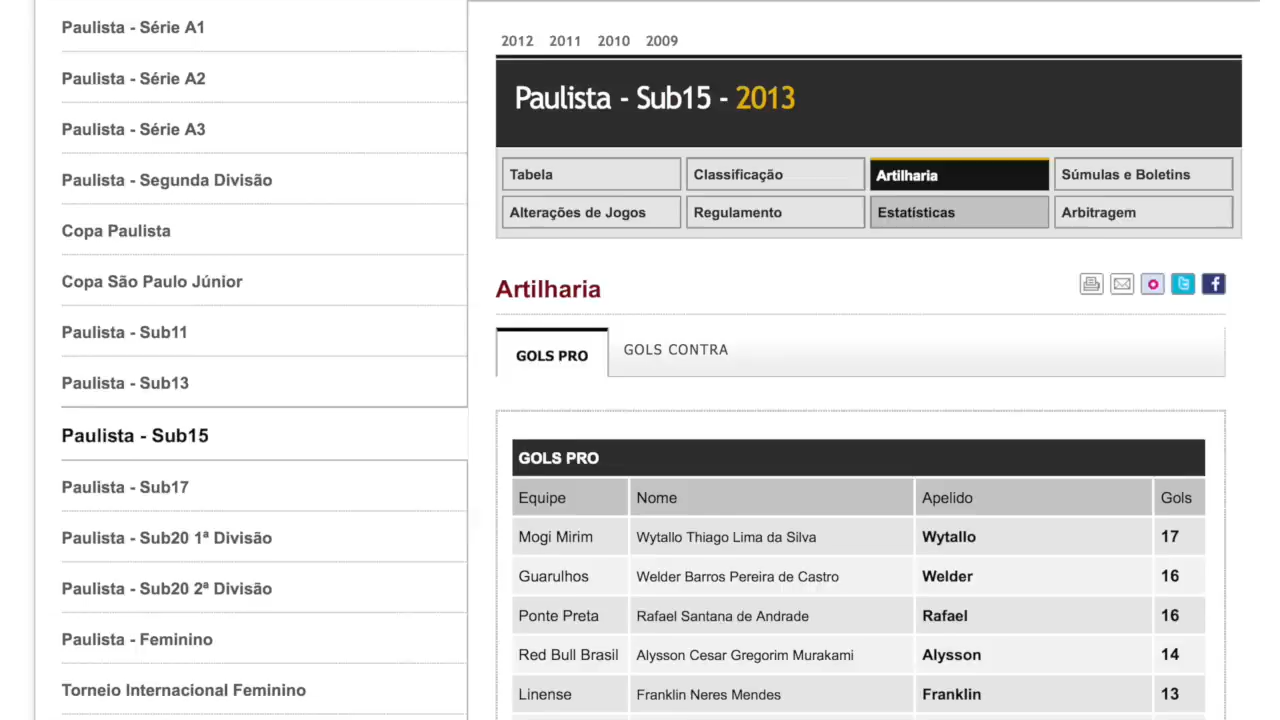 Paulista - Série A1
Paulista - Série A2
Paulista - Série A3
Paulista - Segunda Divisão
Copa Paulista
Copa São Paulo Júnior
Paulista - Sub11
Paulista - Sub13
Paulista - Sub15
Paulista - Sub17
Paulista - Sub20 1ª Divisão
Paulista - Sub20 2ª Divisão
Paulista - Feminino
Torneio Internacional Feminino
2012 2011 2010 2009
Paulista - Sub15 - 2013
Tabela Classificação Artilharia Súmulas e Boletins
Alterações de Jogos Regulamento Estatísticas Arbitragem
Artilharia
GOLS PRO GOLS CONTRA
GOLS PRO
Equipe Nome Apelido Gols
Mogi Mirim Wytallo Thiago Lima da Silva Wytallo 17
Guarulhos Welder Barros Pereira de Castro Welder 16
Ponte Preta Rafael Santana de Andrade Rafael 16
Red Bull Brasil Alysson Cesar Gregorim Murakami Alysson 14
Linense Franklin Neres Mendes Franklin 13